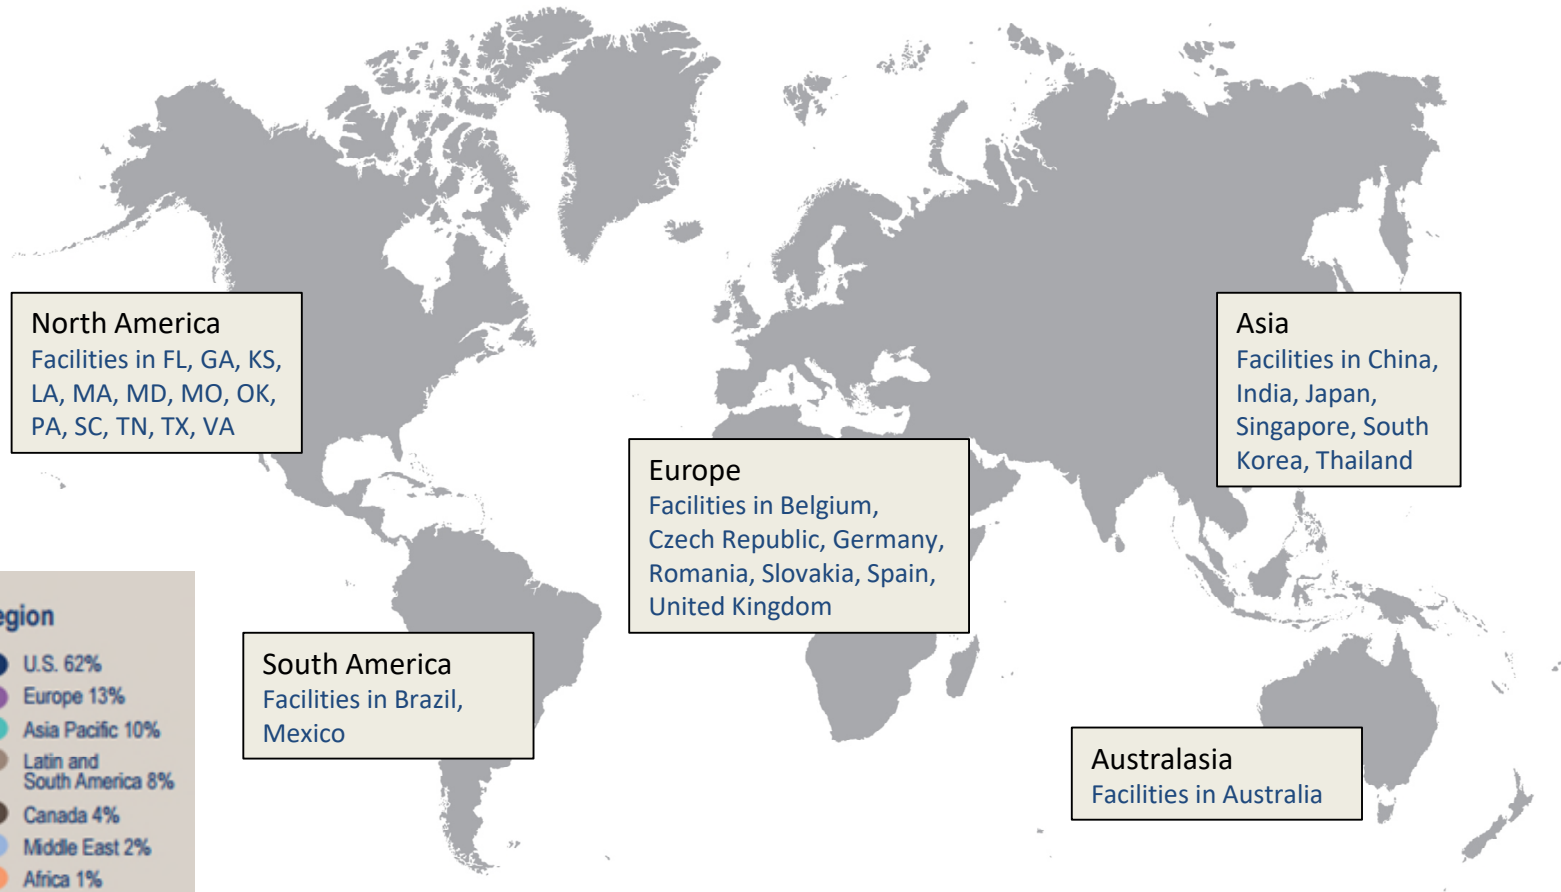 North America
Facilities in FL, GA, KS,
LA, MA, MD, MO, OK,
PA, SC, TN, TX, VA
Asia
Facilities in China,
India, Japan,
Singapore, South
Korea, Thailand
Europe
Facilities in Belgium,
Czech Republic, Germany,
Romania, Slovakia, Spain,
United Kingdom
South America
Facilities in Brazil,
Mexico
Australasia
Facilities in Australia
egion
U.S. 62%
Europe 13%
Asia Pacific 10%
Latin and
South America 8%
Canada 4%
Middle East 2%
Africa 1%